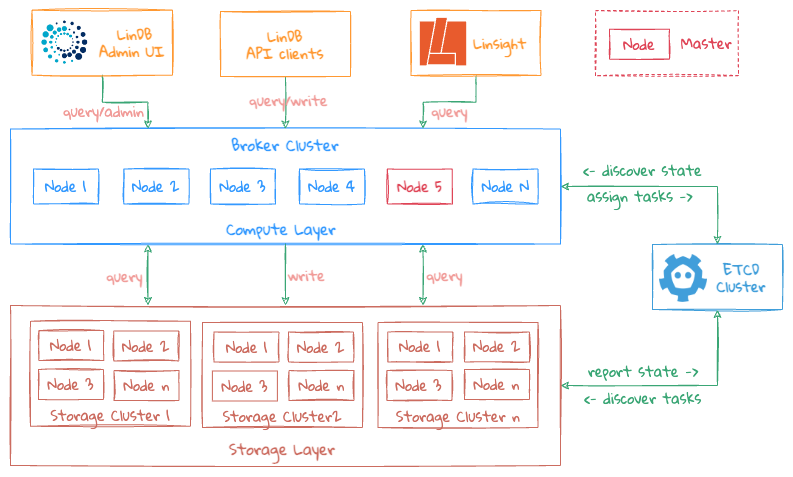 LinDB
Admin UI
LinDB
API clients
Linsight
Node
Master
query/admin
query/write
query
Broker Cluster
Node 1
Node 2
Node 3
Node 4
Node 5
Node N
Compute Layer
<- discover state
assign tasks ->
ETCD
Cluster
query
write
query
Node 1
Node 2
Node 3
Node n
Storage Cluster 1
Node 1
Node 2
Node 3
Node n
Storage Cluster2
Node 1
Node 2
Node 3
Node n
Storage Cluster n
Storage Layer
report state ->
<- discover tasks